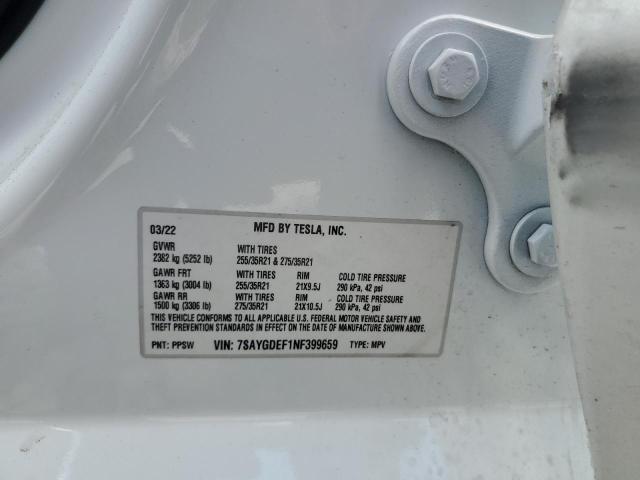 03/22 MFD BY TESLA, INC.
GVWR WITH TIRES
2382 kg (5252 lb) 255/35R21 & 275/35R21
GAWR FRT WITH TIRES RIM COLD TIRE PRESSURE
1363 kg (3004 lb) 255/35R21 21X9.5J 290 kPa, 42 psi
GAWR RR WITH TIRES RIM COLD TIRE PRESSURE
1500 kg (3306 lb) 275/35R21 21X10.5J 290 kPa, 42 psi
THIS VEHICLE CONFORMS TO ALL APPLICABLE U.S. FEDERAL MOTOR VEHICLE SAFETY AND
THEFT PREVENTION STANDARDS IN EFFECT ON THE DATE OF MANUFACTURE SHOWN ABOVE.
PNT: PPSW VIN: 7SAYGDEF1NF399659 TYPE: MPV